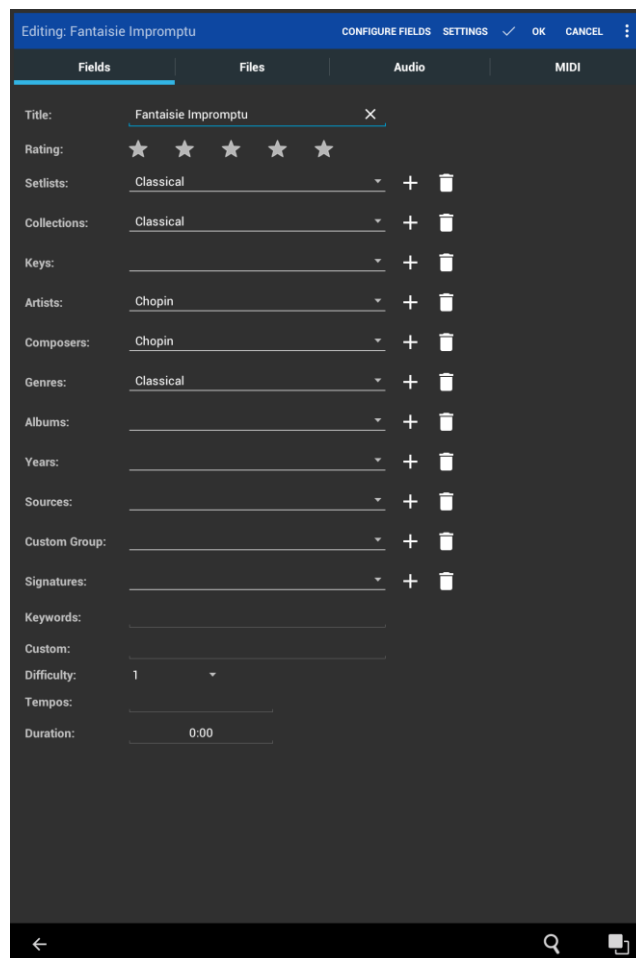 Editing: Fantaisie Impromptu CONFIGURE FIELDS SETTINGS OK CANCEL
Fields Files Audio MIDI
Title: Fantaisie Impromptu
Rating:
Setlists: Classical
Collections: Classical
Keys:
Artists: Chopin
Composers: Chopin
Genres: Classical
Albums:
Years:
Sources:
Custom Group:
Signatures:
Keywords:
Custom:
Difficulty: 1
Tempos:
Duration: 0:00